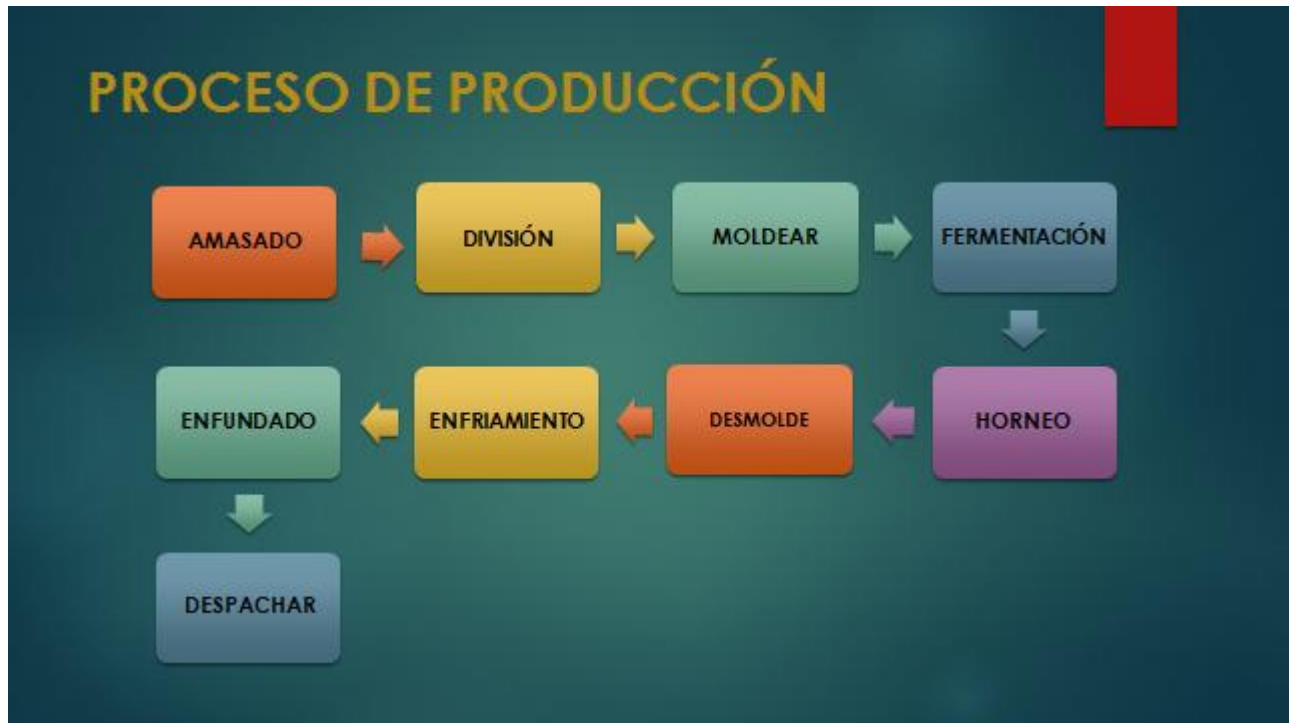 PROCESO DE PRODUCCIÓN
AMASADO
DIVISIÓN
MOLDEAR
FERMENTACIÓN
HORNEO
DESMOLDE
ENFRIAMIENTO
ENFUNDADO
DESPACHAR